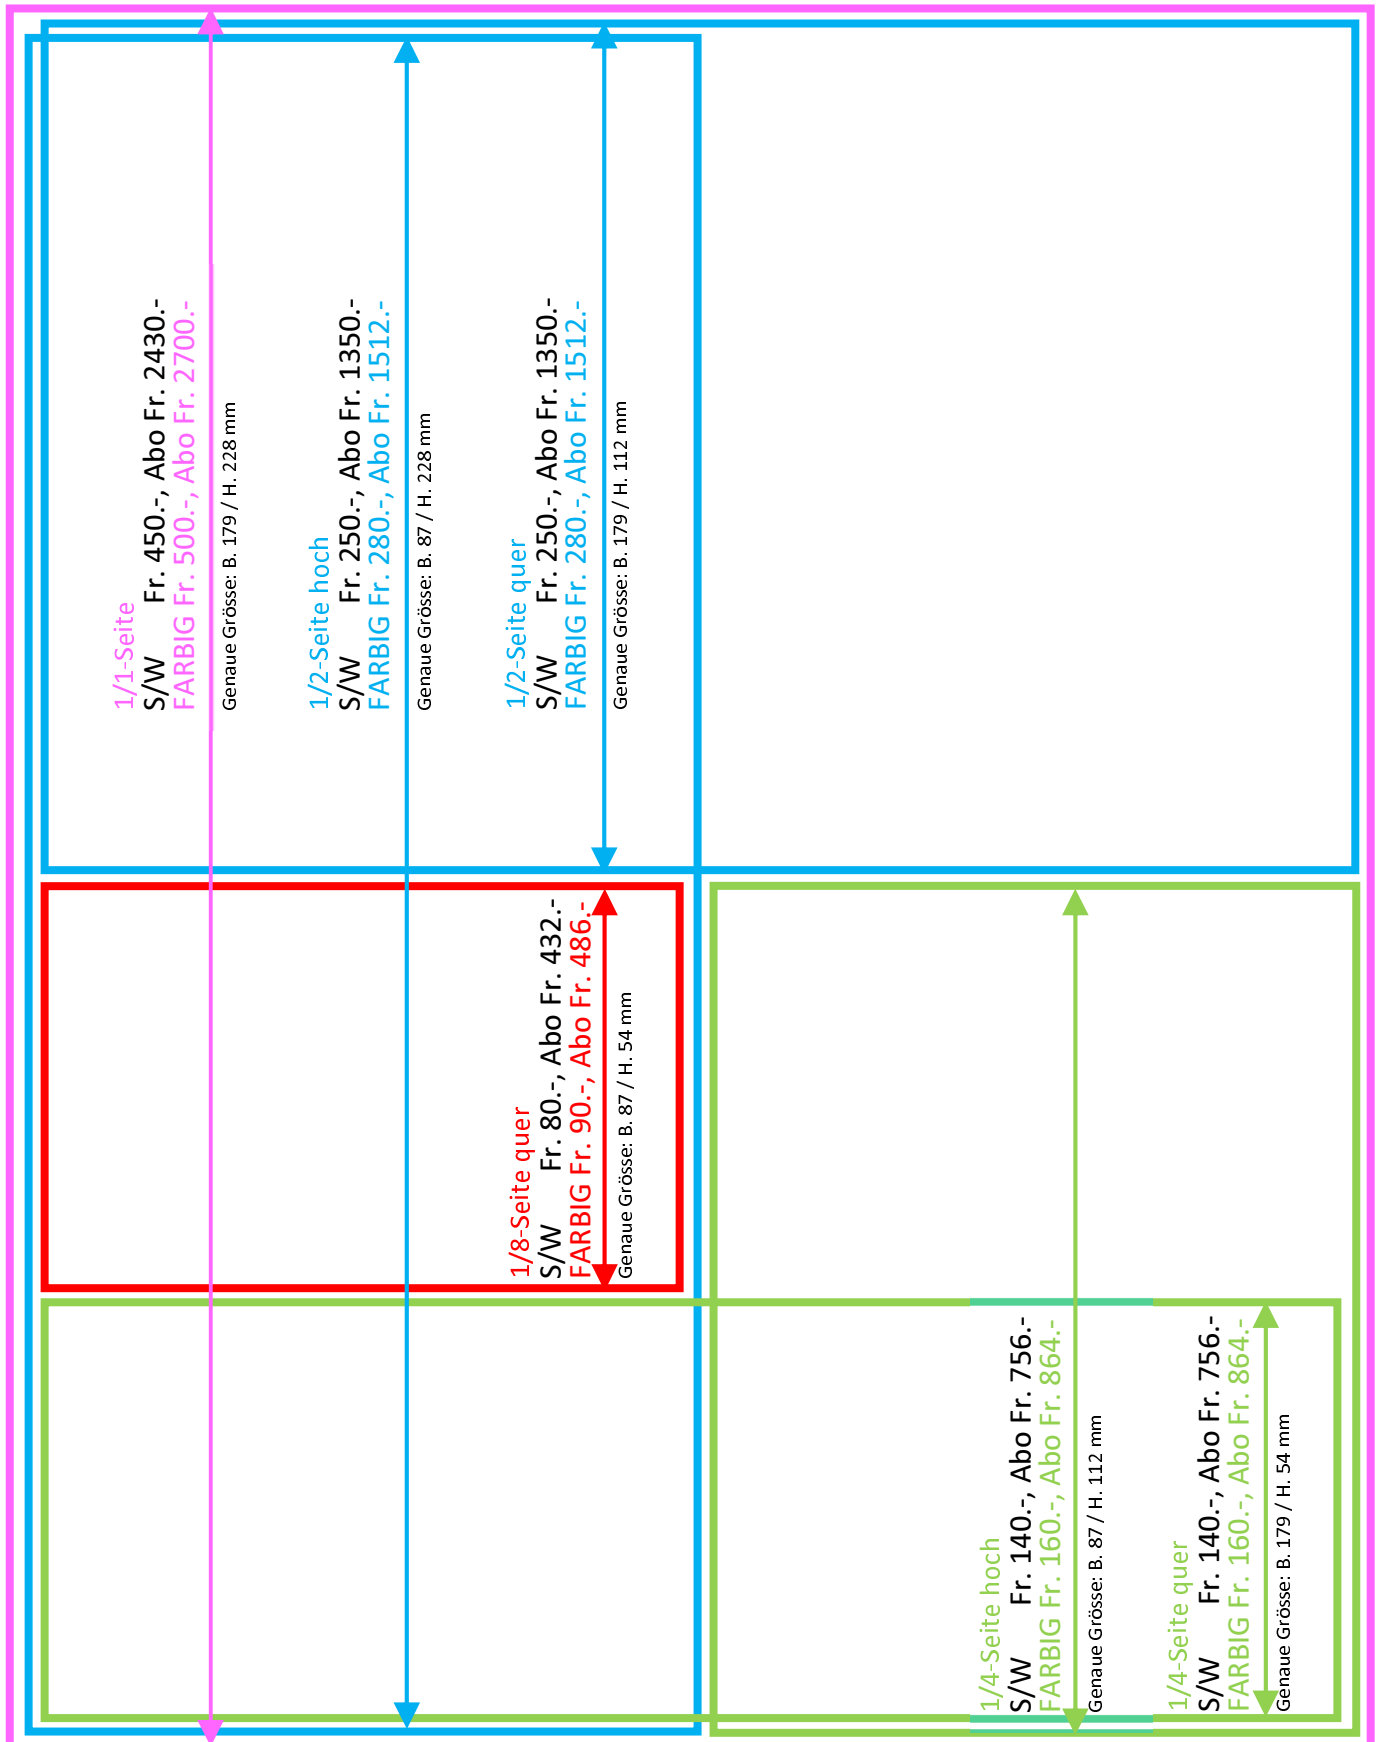 1/1-Seite
S/W Fr. 450.-, Abo Fr. 2430.-
FARBIG Fr. 500.-, Abo Fr. 2700.-
Genaue Grösse: B. 179 / H. 228 mm
1/2-Seite hoch
S/W Fr. 250.-, Abo Fr. 1350.-
FARBIG Fr. 280.-, Abo Fr. 1512.-
Genaue Grösse: B. 87 / H. 228 mm
1/2-Seite quer
S/W Fr. 250.-, Abo Fr. 1350.-
FARBIG Fr. 280.-, Abo Fr. 1512.-
Genaue Grösse: B. 179 / H. 112 mm
1/8-Seite quer
S/W Fr. 80.-, Abo Fr. 432.-
FARBIG Fr. 90.-, Abo Fr. 486.-
Genaue Grösse: B. 87 / H. 54 mm
1/4-Seite hoch
S/W Fr. 140.-, Abo Fr. 756.-
FARBIG Fr. 160.-, Abo Fr. 864.-
Genaue Grösse: B. 87 / H. 112 mm
1/4-Seite quer
S/W Fr. 140.-, Abo Fr. 756.-
FARBIG Fr. 160.-, Abo Fr. 864.-
Genaue Grösse: B. 179 / H. 54 mm